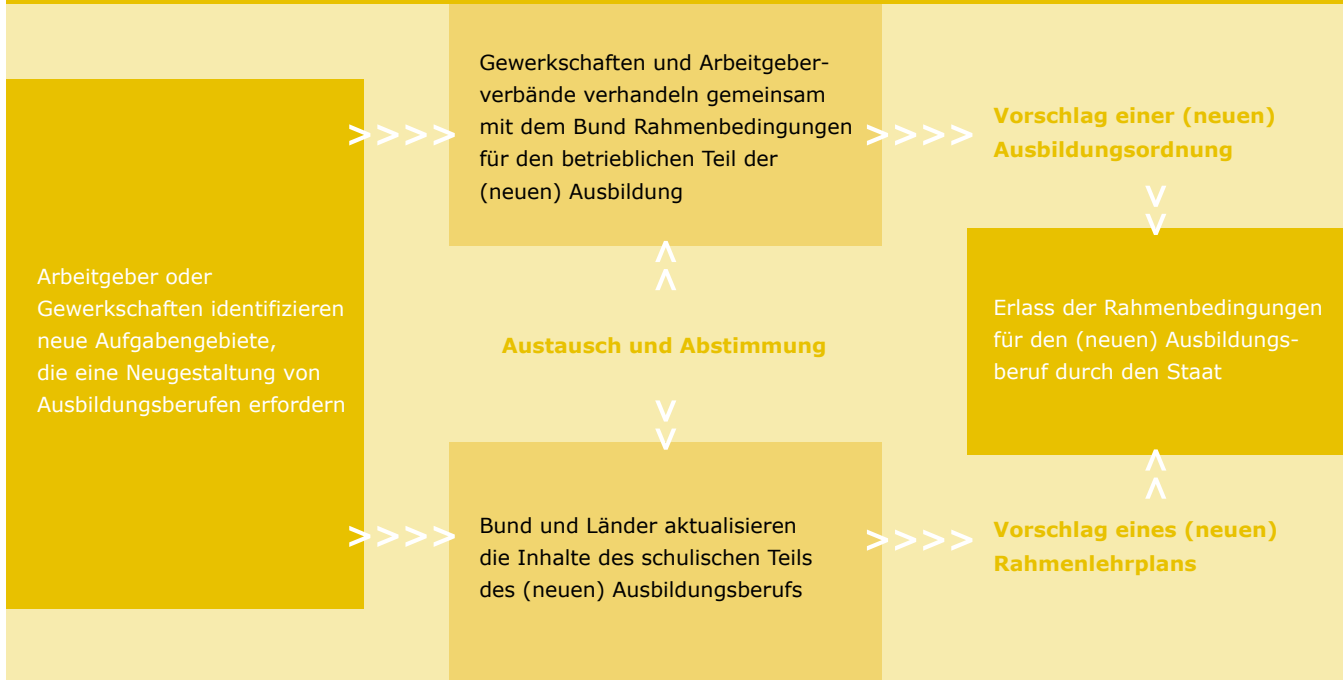 Arbeitgeber oder
Gewerkschaften identifizieren
neue Aufgabengebiete,
die eine Neugestaltung von
Ausbildungsberufen erfordern
>>>>
Gewerkschaften und Arbeitgeber-
verbände verhandeln gemeinsam
mit dem Bund Rahmenbedingungen
für den betrieblichen Teil der
(neuen) Ausbildung
>>>>
Vorschlag einer (neuen)
Ausbildungsordnung
>>
<<
Austausch und Abstimmung
>>
Erlass der Rahmenbedingungen
für den (neuen) Ausbildungs-
beruf durch den Staat
<<
>>>>
Bund und Länder aktualisieren
die Inhalte des schulischen Teils
des (neuen) Ausbildungsberufs
>>>>
Vorschlag eines (neuen)
Rahmenlehrplans